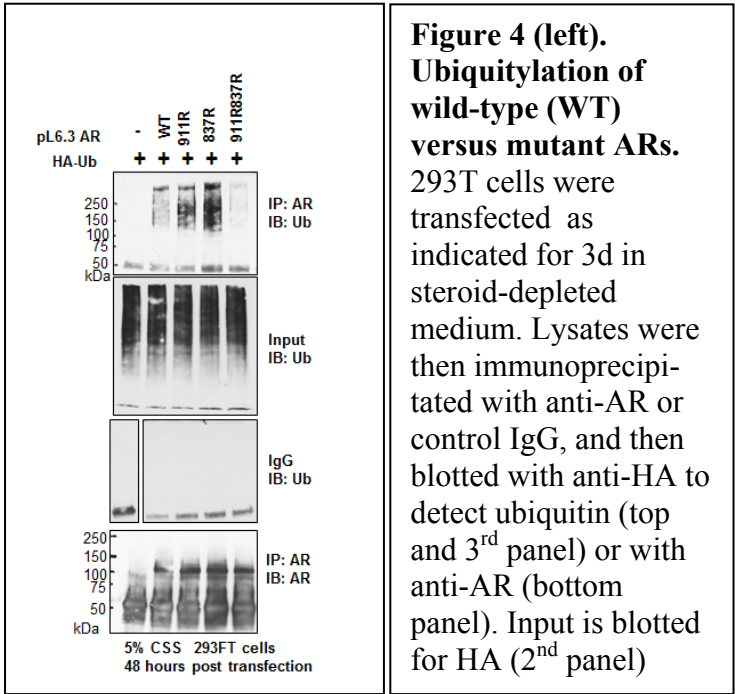 pL6.3 AR - WT 911R 837R 911R837R
HA-Ub + + + + +
250
150
100
75
50
kDa
IP: AR
IB: Ub
Input
IB: Ub
IgG
IB: Ub
250
150
100
75
50
kDa
IP: AR
IB: AR
5% CSS 293FT cells
48 hours post transfection
Figure 4 (left).
Ubiquitylation of
wild-type (WT)
versus mutant ARs.
293T cells were
transfected as
indicated for 3d in
steroid-depleted
medium. Lysates were
then immunoprecipi-
tated with anti-AR or
control IgG, and then
blotted with anti-HA to
detect ubiquitin (top
and 3rd panel) or with
anti-AR (bottom
panel). Input is blotted
for HA (2nd panel)